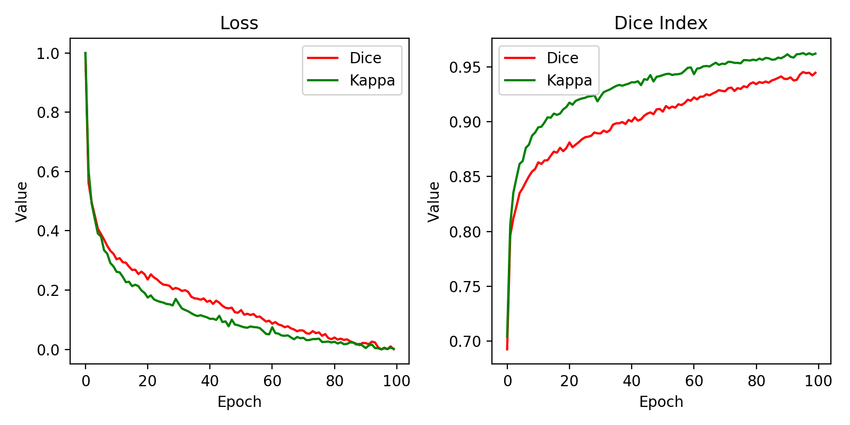 Loss
Value
1.0
0.8
0.6
0.4
0.2
0.0
Dice
Kappa
0 20 40 60 80 100
Epoch
Dice Index
Value
0.95
0.90
0.85
0.80
0.75
0.70
Dice
Kappa
0 20 40 60 80 100
Epoch